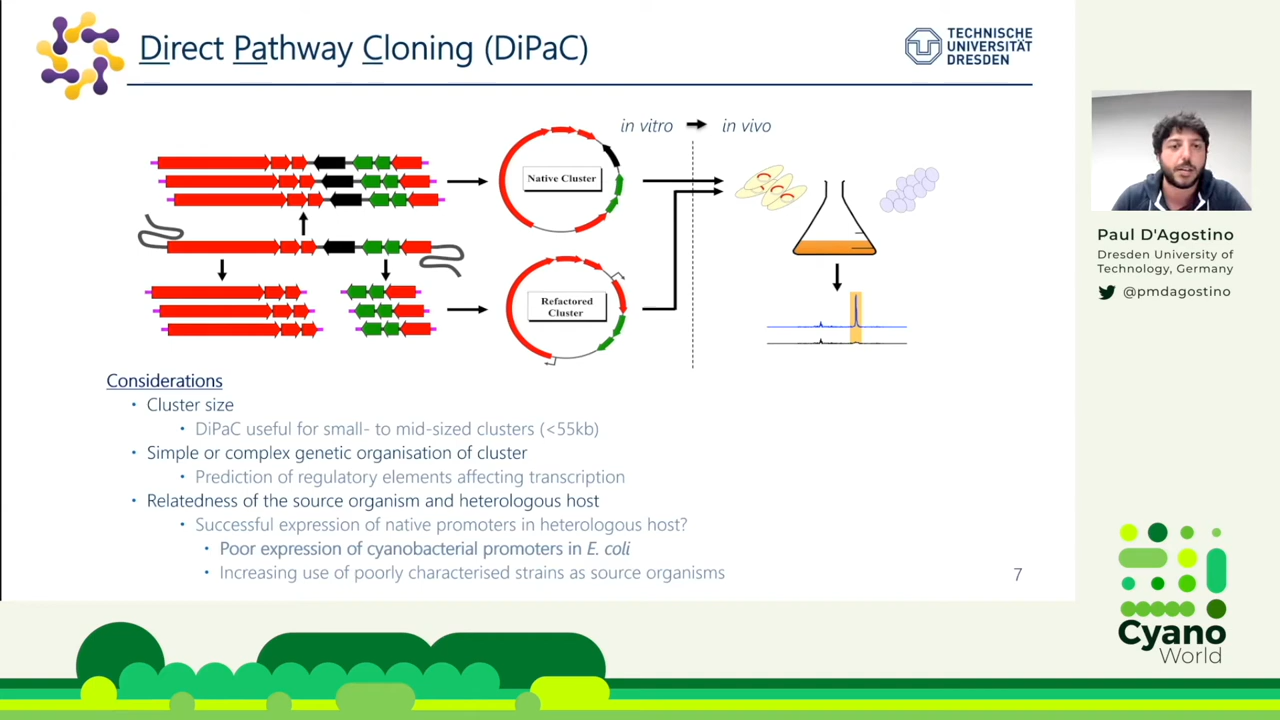 Direct Pathway Cloning (DiPaC)
TECHNISCHE
UNIVERSITÄT
DRESDEN
in vitro
in vivo
Native Cluster
Refactored
Cluster
Considerations
• Cluster size
• DiPaC useful for small- to mid-sized clusters (<55kb)
• Simple or complex genetic organisation of cluster
• Prediction of regulatory elements affecting transcription
• Relatedness of the source organism and heterologous host
• Successful expression of native promoters in heterologous host?
• Poor expression of cyanobacterial promoters in E. coli
• Increasing use of poorly characterised strains as source organisms
7
Paul D'Agostino
Dresden University of
Technology, Germany
@pmdagostino
Cyano
World